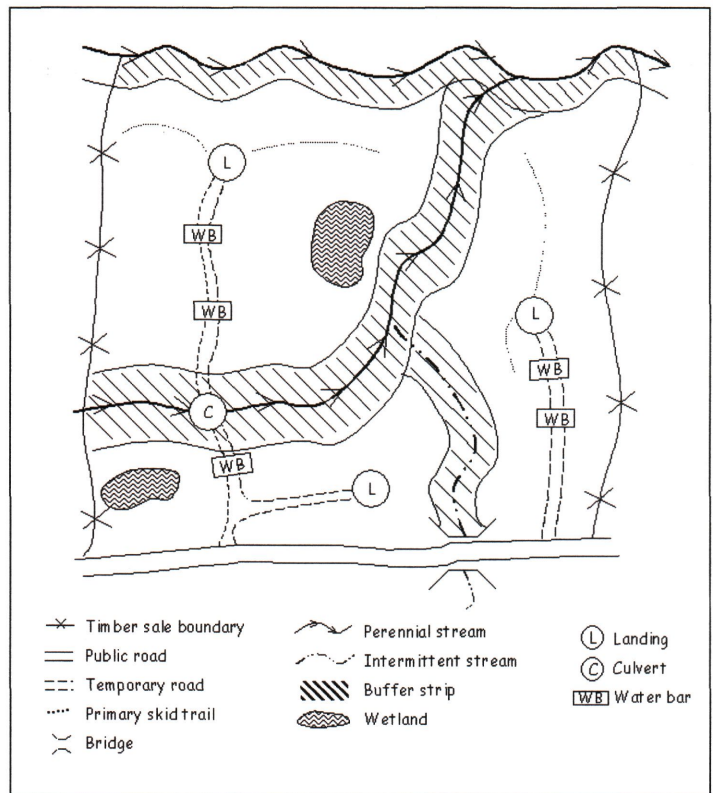 L
WB
WB
L
WB
C
WB
WB
L
Timber sale boundary
Public road
Temporary road
Primary skid trail
Bridge
Perennial stream
Intermittent stream
Buffer strip
Wetland
L Landing
C Culvert
WB Water bar